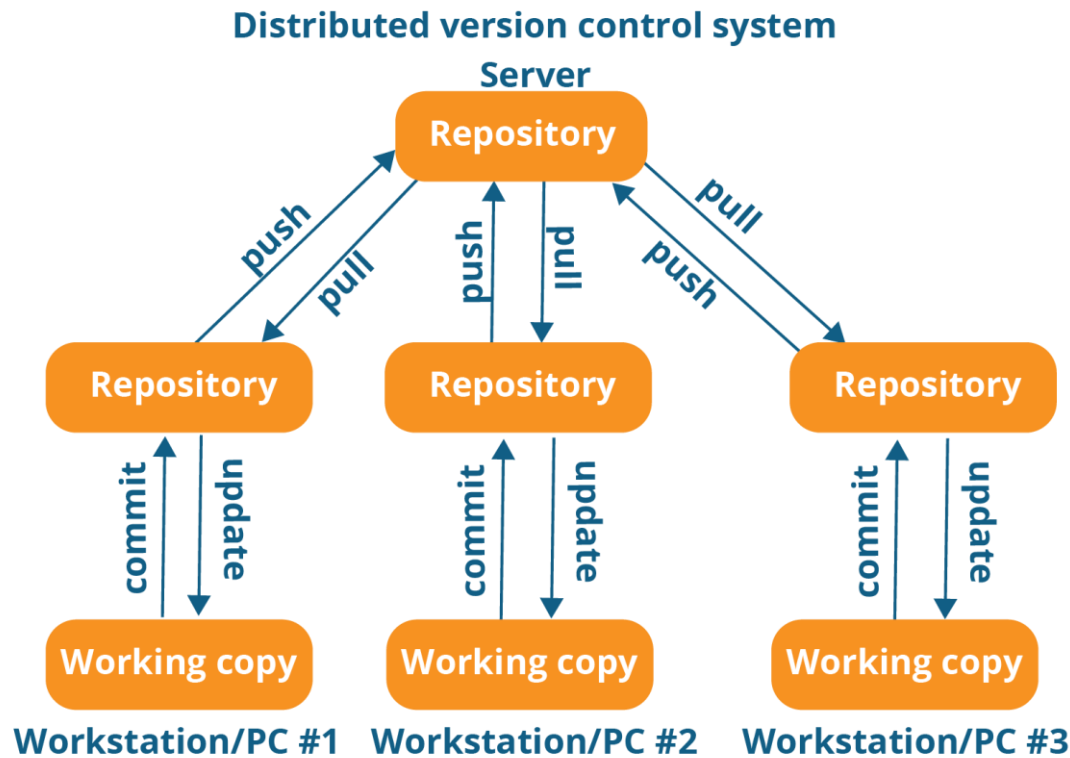 Distributed version control system
Server
Repository
push
pull
push
pull
push
pull
Repository
Repository
Repository
commit
update
commit
update
commit
update
Working copy
Working copy
Working copy
Workstation/PC #1
Workstation/PC #2
Workstation/PC #3